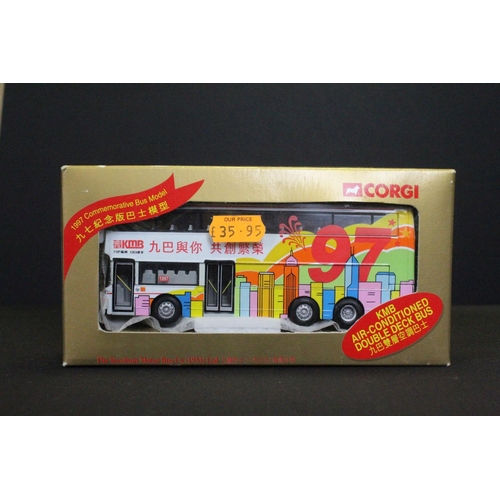 1997 Commemorative Bus Model
九七紀念版巴士模型
CORGI
OUR PRICE
£35.95
KMB
九巴與你 共創繁榮
97
KMB
AIR-CONDITIONED
DOUBLE DECK BUS
九巴雙層空調巴士